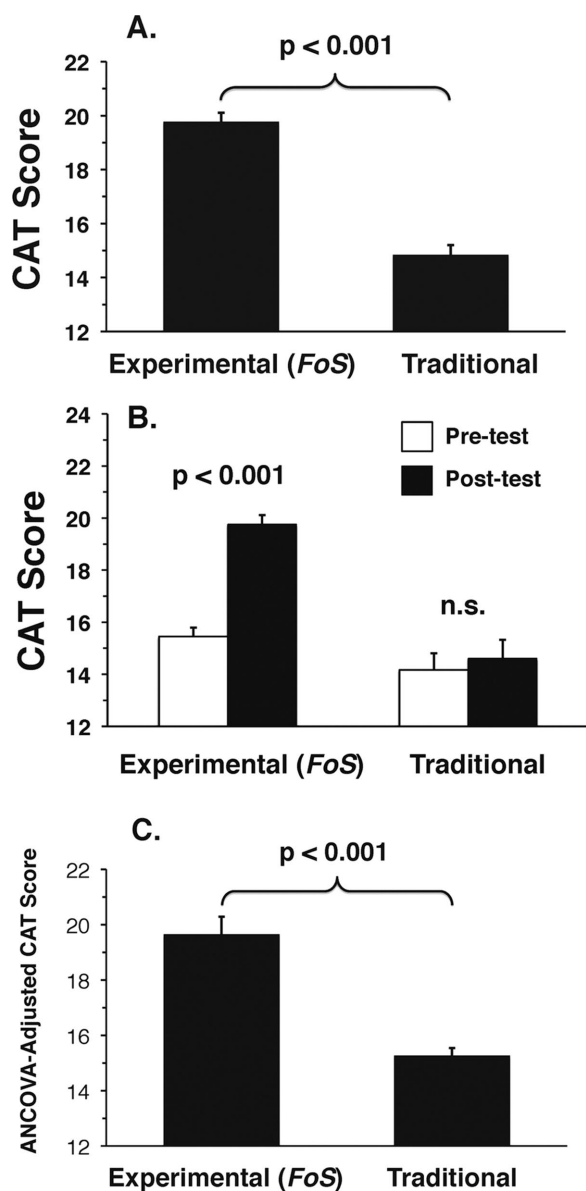 A.
p < 0.001
22
20
18
16
14
12
CAT Score
Experimental (FoS) Traditional
B.
24
22
20
18
16
14
12
CAT Score
Pre-test
Post-test
p < 0.001
n.s.
Experimental (FoS) Traditional
C.
p < 0.001
22
20
18
16
14
12
ANCOVA-Adjusted CAT Score
Experimental (FoS) Traditional